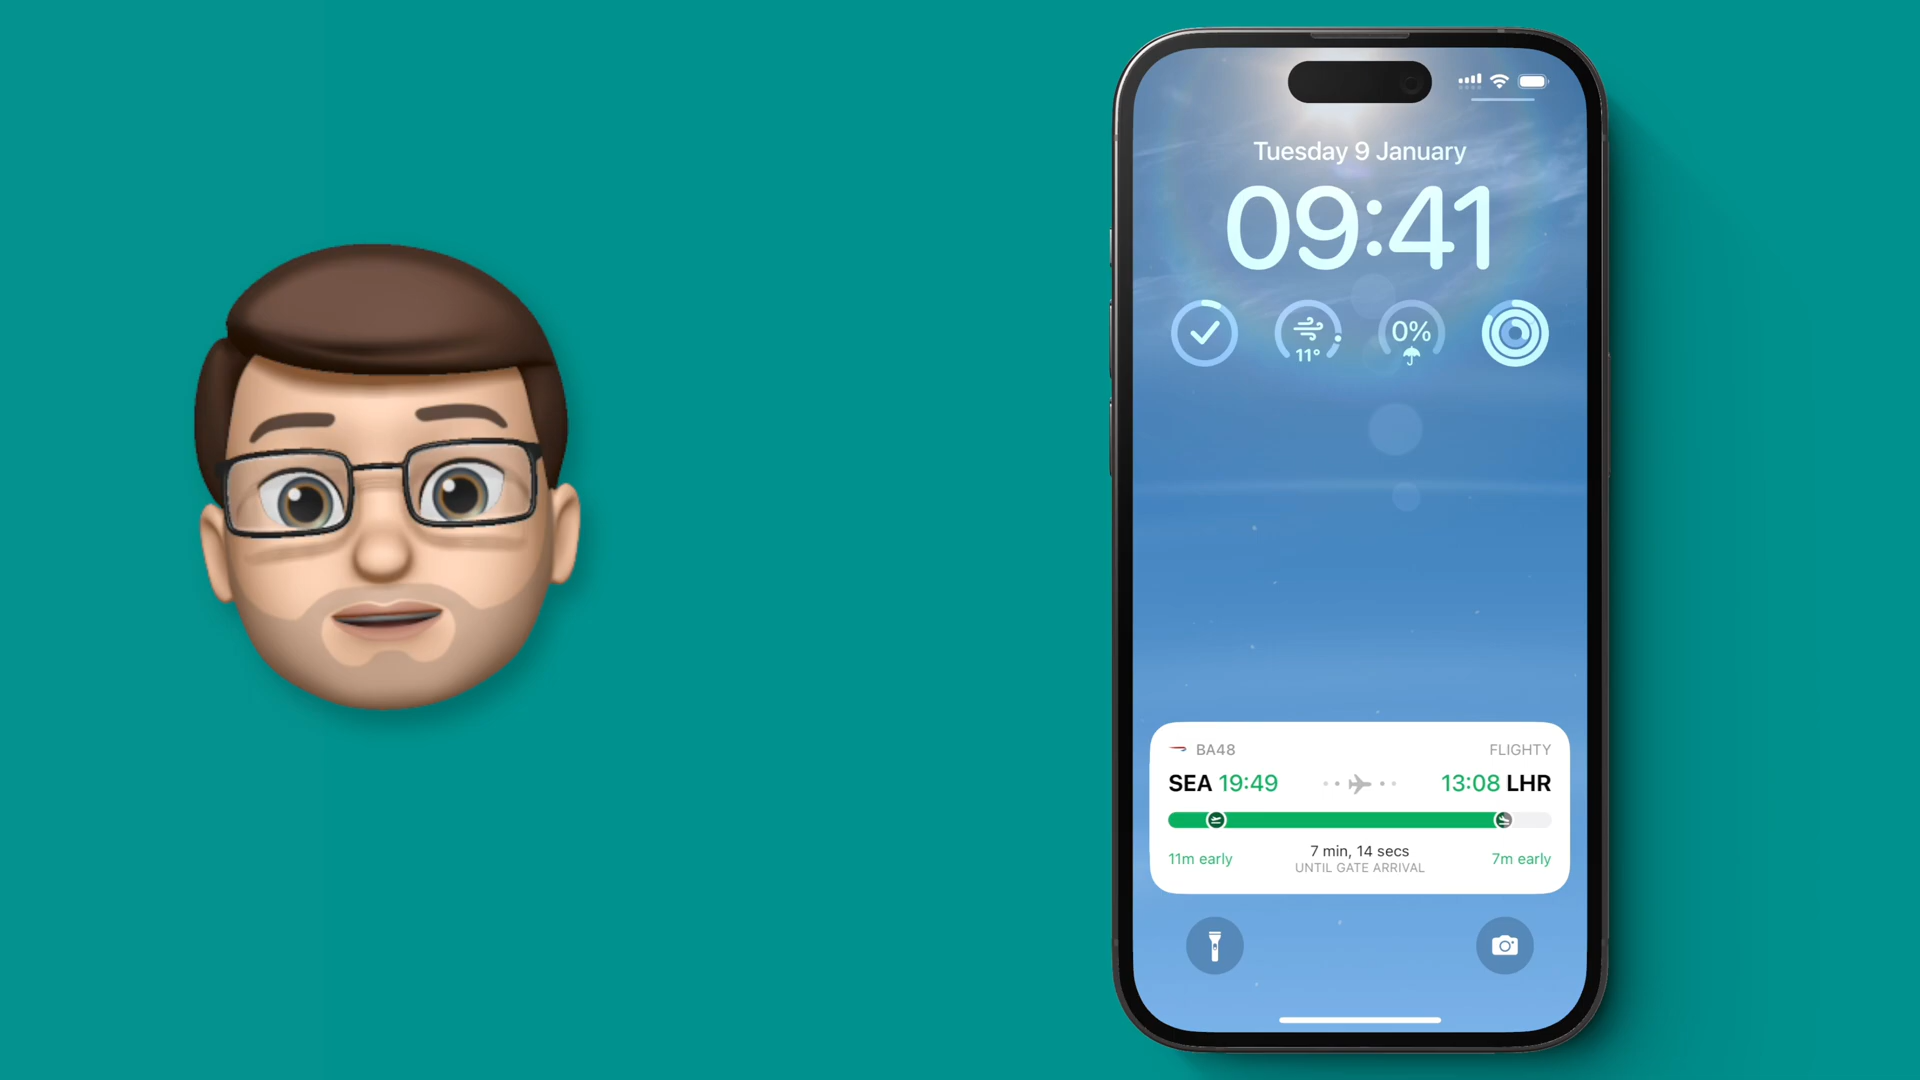 Tuesday 9 January
09:41
11°
0%
BA48 FLIGHTY
SEA 19:49 13:08 LHR
11m early 7 min, 14 secs 7m early
UNTIL GATE ARRIVAL